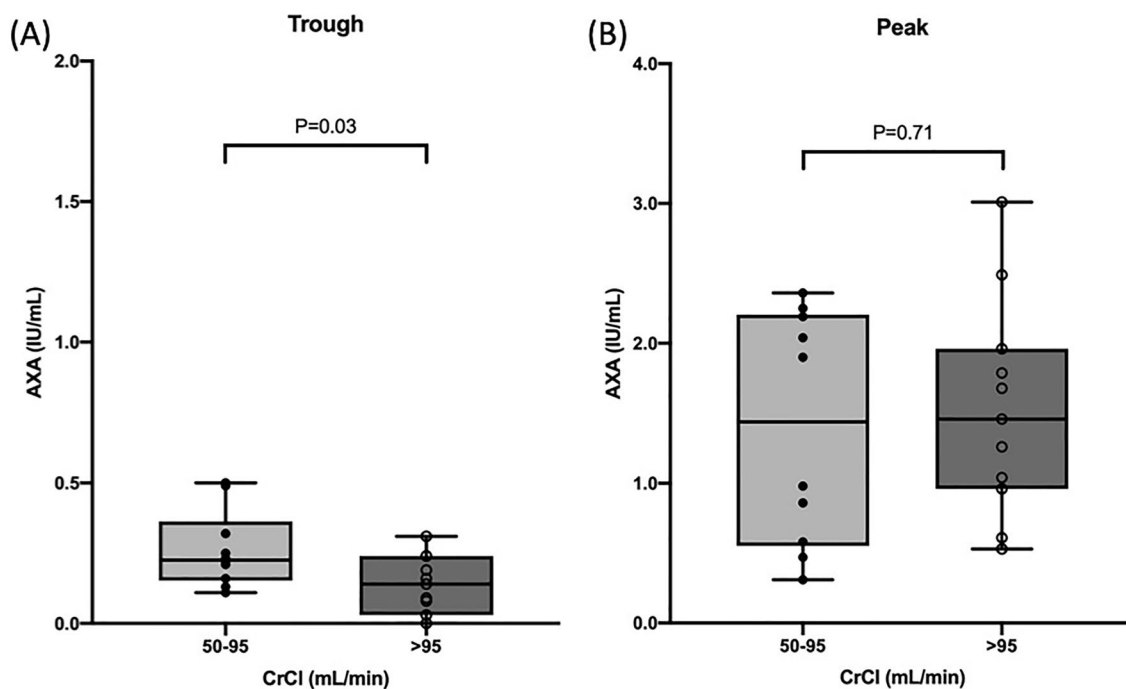 (A)
Trough
2.0
P=0.03
1.5
AXA (IU/mL)
1.0
0.5
0.0
50-95
>95
CrCl (mL/min)
(B)
Peak
4.0
P=0.71
3.0
AXA (IU/mL)
2.0
1.0
0.0
50-95
>95
CrCl (mL/min)